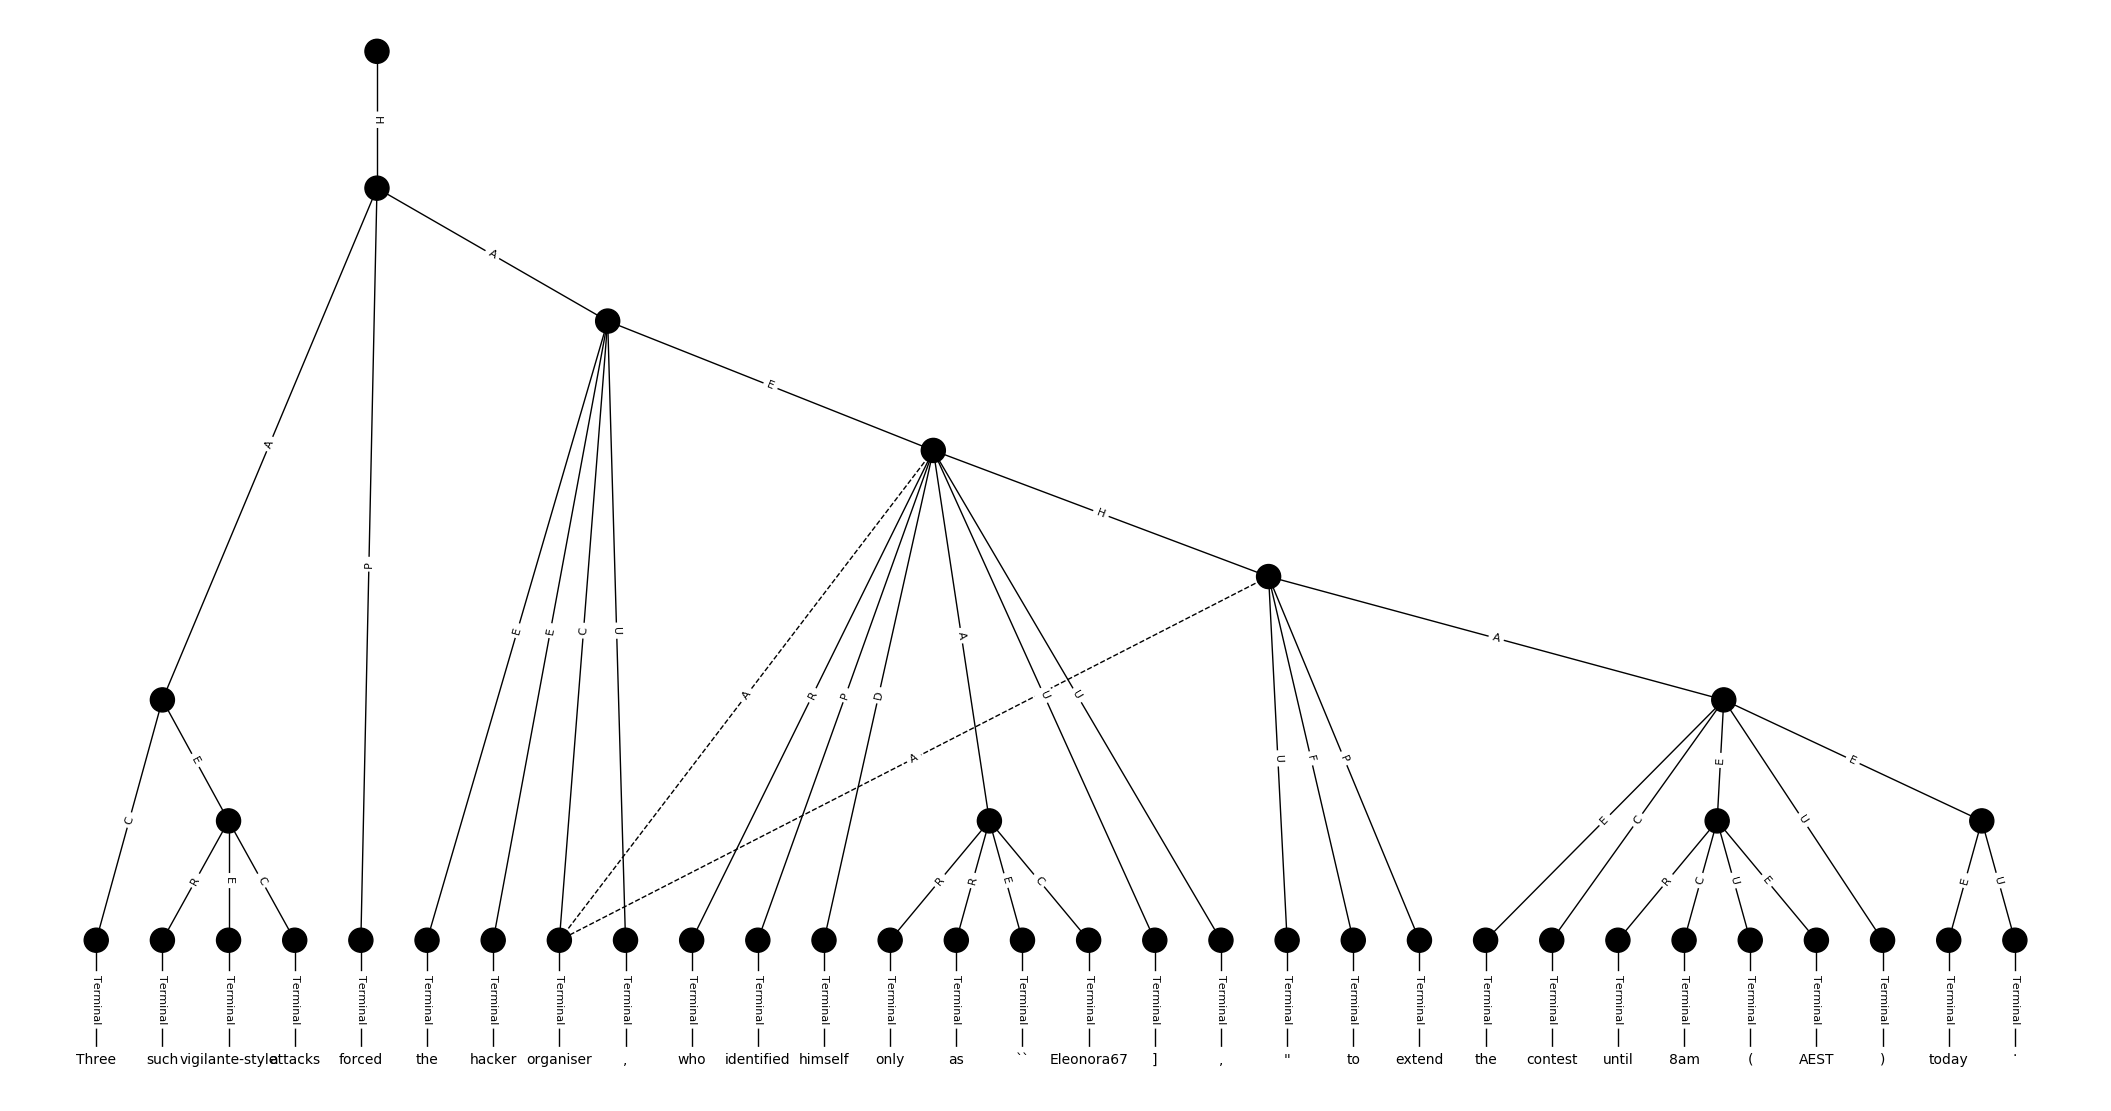 H
A
E
A
H
P
E
E
C
U
A
R
P
D
A
U
U
A
A
C
E
U
F
P
E
C
E
U
E
R
E
C
R
R
E
C
R
C
U
E
E
U
Terminal Terminal Terminal Terminal Terminal Terminal Terminal Terminal Terminal Terminal Terminal Terminal Terminal Terminal Terminal Terminal Terminal Terminal Terminal Terminal Terminal Terminal Terminal Terminal Terminal Terminal Terminal Terminal Terminal Terminal
Three such vigilante-style attacks forced the hacker organiser , who identified himself only as `` Eleonora67 ] , " to extend the contest until 8am ( AEST ) today .